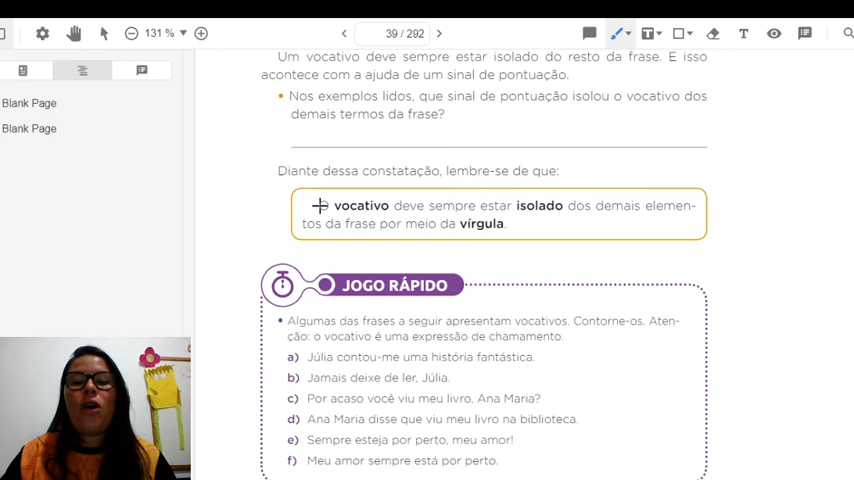 131 %
39 / 292
Blank Page
Blank Page
Um vocativo deve sempre estar isolado do resto da frase. E isso
acontece com a ajuda de um sinal de pontuação.
• Nos exemplos lidos, que sinal de pontuação isolou o vocativo dos
demais termos da frase?
Diante dessa constatação, lembre-se de que:
vocativo deve sempre estar isolado dos demais elemen-
tos da frase por meio da vírgula.
JOGO RÁPIDO
• Algumas das frases a seguir apresentam vocativos. Contorne-os. Aten-
ção: o vocativo é uma expressão de chamamento.
a) Júlia contou-me uma história fantástica.
b) Jamais deixe de ler, Júlia.
c) Por acaso você viu meu livro, Ana Maria?
d) Ana Maria disse que viu meu livro na biblioteca.
e) Sempre esteja por perto, meu amor!
f) Meu amor sempre está por perto.